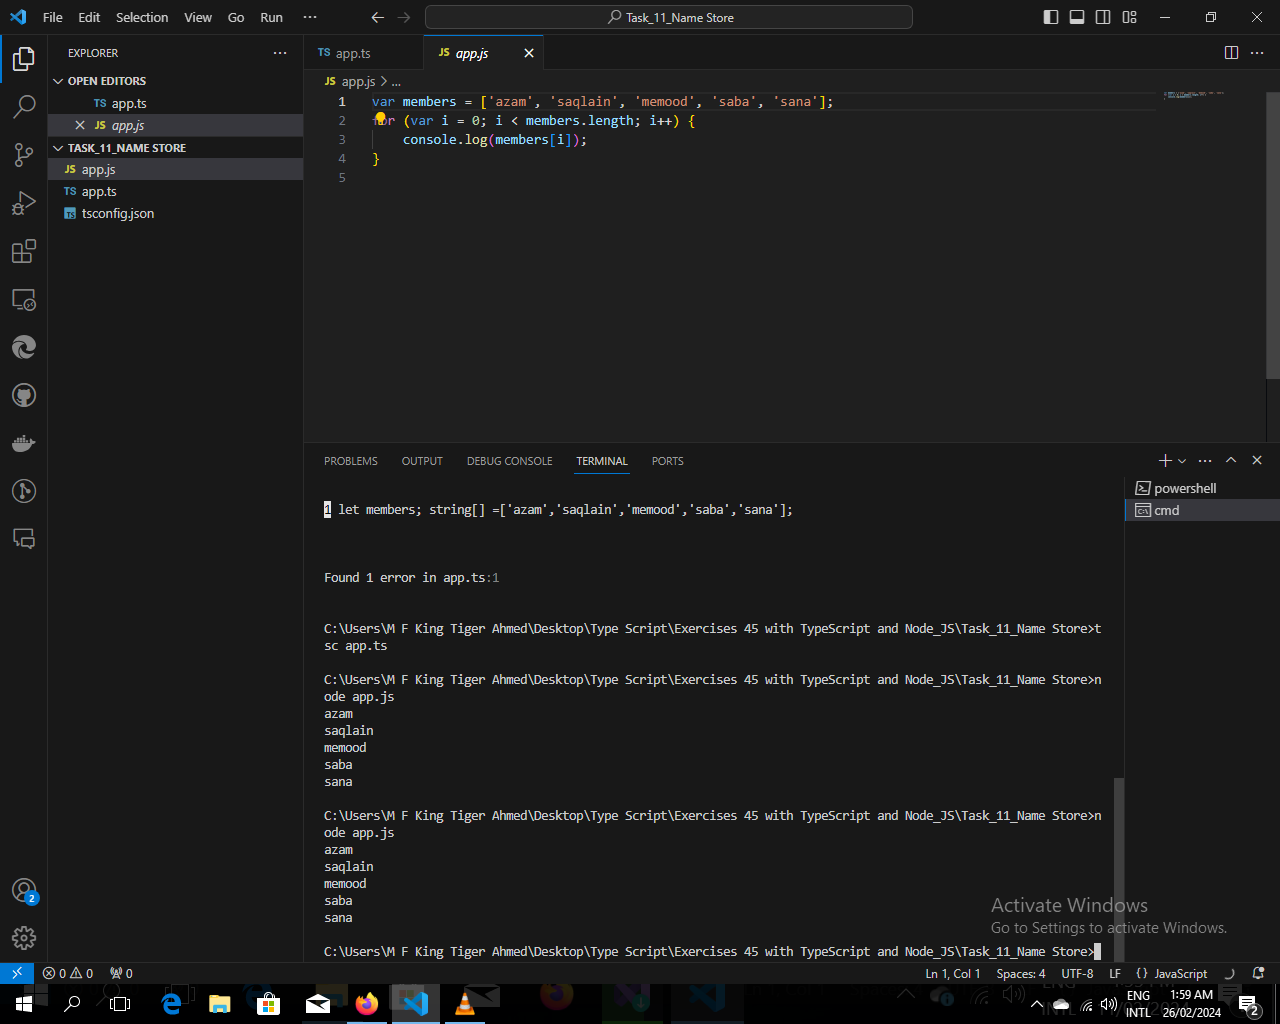 File Edit Selection View Go Run ··· Task_11_Name Store
EXPLORER ···
OPEN EDITORS
TS app.ts
JS app.js
TASK_11_NAME STORE
JS app.js
TS app.ts
TS tsconfig.json
TS app.ts JS app.js
JS app.js > ...
1 var members = ['azam', 'saqlain', 'memood', 'saba', 'sana'];
2 for (var i = 0; i < members.length; i++) {
3 console.log(members[i]);
4 }
5
PROBLEMS OUTPUT DEBUG CONSOLE TERMINAL PORTS
powershell
cmd
1 let members; string[] =['azam','saqlain','memood','saba','sana'];
Found 1 error in app.ts:1
C:\Users\M F King Tiger Ahmed\Desktop\Type Script\Exercises 45 with TypeScript and Node_JS\Task_11_Name Store>t
sc app.ts
C:\Users\M F King Tiger Ahmed\Desktop\Type Script\Exercises 45 with TypeScript and Node_JS\Task_11_Name Store>n
ode app.js
azam
saqlain
memood
saba
sana
C:\Users\M F King Tiger Ahmed\Desktop\Type Script\Exercises 45 with TypeScript and Node_JS\Task_11_Name Store>n
ode app.js
azam
saqlain
memood
saba
sana
C:\Users\M F King Tiger Ahmed\Desktop\Type Script\Exercises 45 with TypeScript and Node_JS\Task_11_Name Store>
Activate Windows
Go to Settings to activate Windows.
2
0 0 0 Ln 1, Col 1 Spaces: 4 UTF-8 LF { } JavaScript
ENG
INTL
1:59 AM
26/02/2024
2